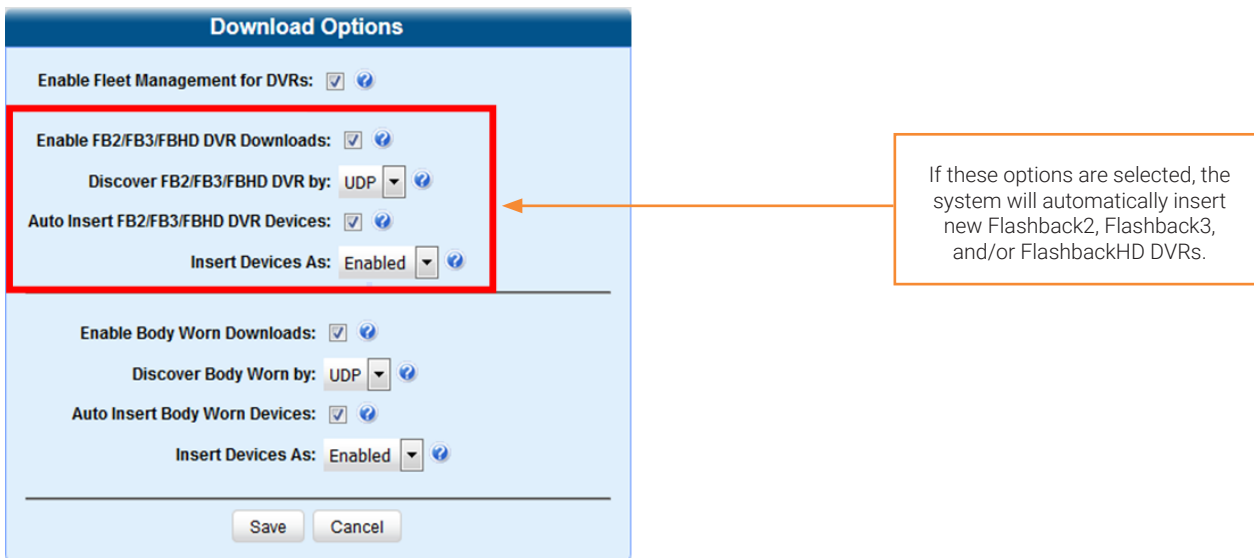 Download Options
Enable Fleet Management for DVRs:
Enable FB2/FB3/FBHD DVR Downloads:
Discover FB2/FB3/FBHD DVR by: UDP
Auto Insert FB2/FB3/FBHD DVR Devices:
Insert Devices As: Enabled
If these options are selected, the
system will automatically insert
new Flashback2, Flashback3,
and/or FlashbackHD DVRs.
Enable Body Worn Downloads:
Discover Body Worn by: UDP
Auto Insert Body Worn Devices:
Insert Devices As: Enabled
Save Cancel